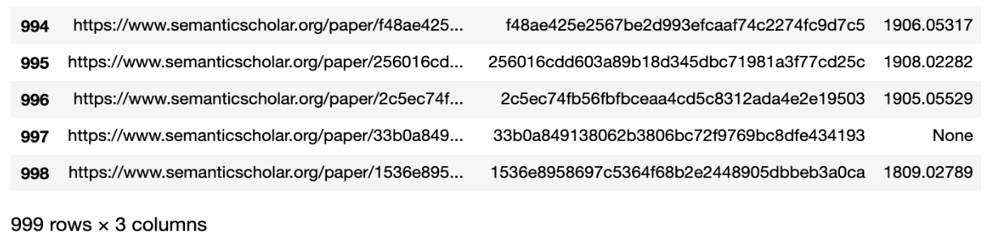 994 https://www.semanticscholar.org/paper/f48ae425... f48ae425e2567be2d993efcaaf74c2274fc9d7c5 1906.05317
995 https://www.semanticscholar.org/paper/256016cd... 256016cdd603a89b18d345dbc71981a3f77cd25c 1908.02282
996 https://www.semanticscholar.org/paper/2c5ec74f... 2c5ec74fb56fbfbceaa4cd5c8312ada4e2e19503 1905.05529
997 https://www.semanticscholar.org/paper/33b0a849... 33b0a849138062b3806bc72f9769bc8dfe434193 None
998 https://www.semanticscholar.org/paper/1536e895... 1536e8958697c5364f68b2e2448905dbbeb3a0ca 1809.02789
999 rows × 3 columns